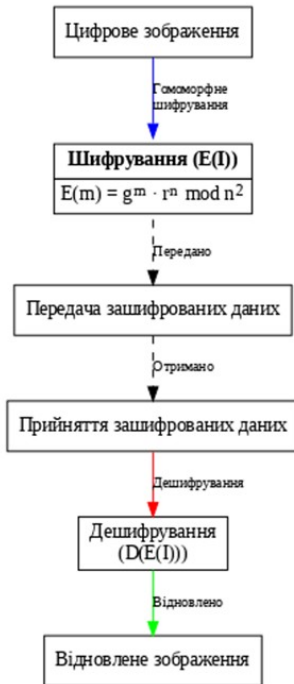 Цифрове зображення
Гомоморфне
шифрування
Шифрування (E(I))
E(m) = gᵐ · rⁿ mod n²
Передано
Передача зашифрованих даних
Отримано
Прийняття зашифрованих даних
Дешифрування
Дешифрування
(D(E(I)))
Відновлено
Відновлене зображення